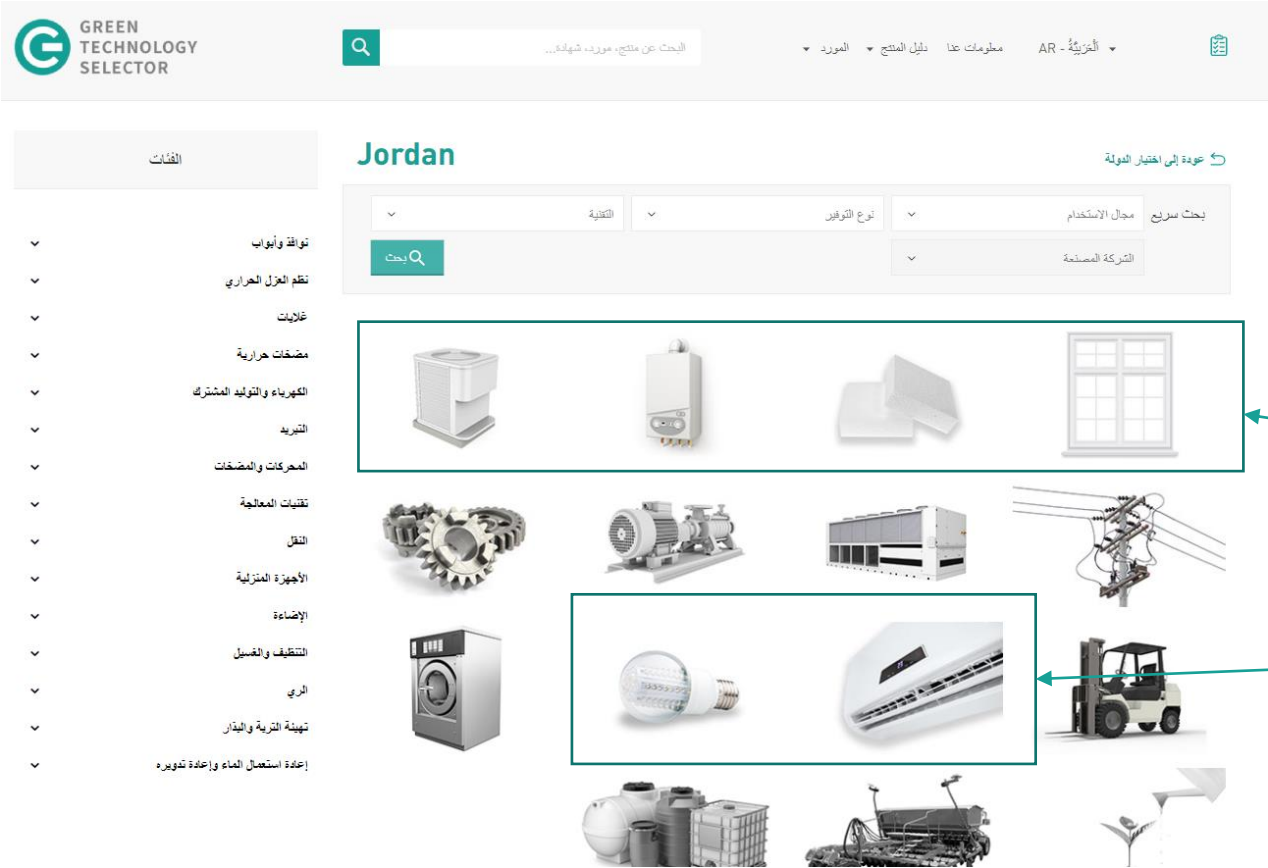 GREEN
TECHNOLOGY
SELECTOR
البحث عن منتج، مورد، شهادة...
المورد
دليل المنتج
معلومات عنا
AR - اَلْعَرَبِيَّةُ
الفئات
Jordan
عودة إلى اختيار الدولة
بحث سريع
مجال الاستخدام
نوع التوفير
التقنية
الشركة المصنعة
بحث
نوافذ وأبواب
نظم العزل الحراري
غلايات
مضخات حرارية
الكهرباء والتوليد المشترك
التبريد
المحركات والمضخات
تقنيات المعالجة
النقل
الأجهزة المنزلية
الإضاءة
التنظيف والغسيل
الري
تهيئة التربة والبذار
إعادة استعمال الماء وإعادة تدويره